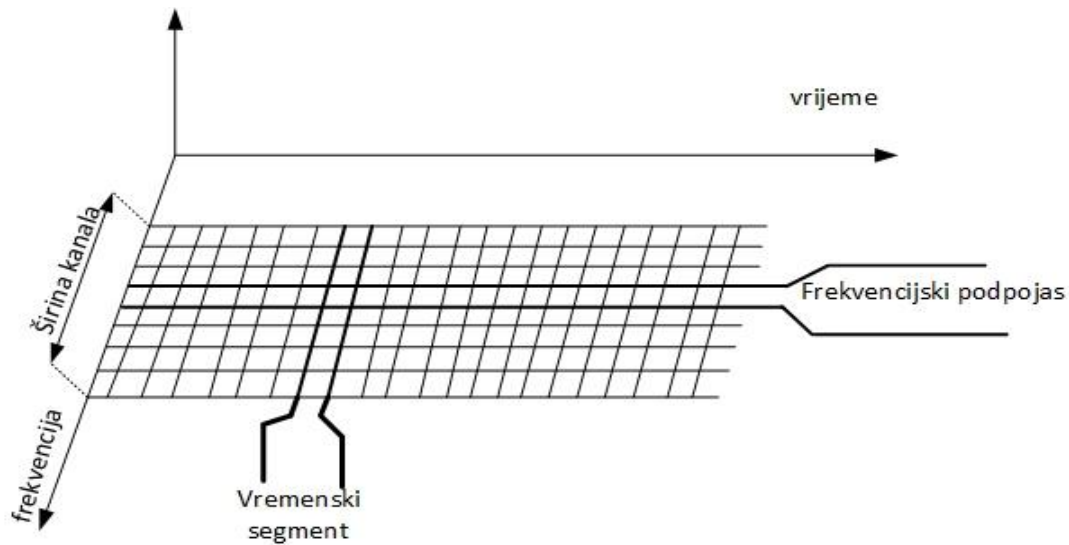 vrijeme
Širina kanala
Frekvencijski podpojas
frekvencija
Vremenski
segment